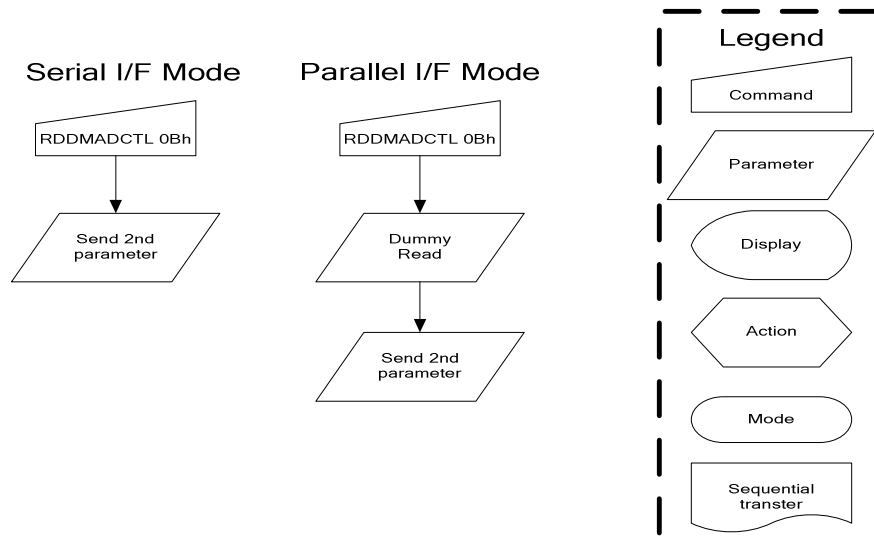 Serial I/F Mode
RDDMADCTL 0Bh
Send 2nd
parameter
Parallel I/F Mode
RDDMADCTL 0Bh
Dummy
Read
Send 2nd
parameter
Legend
Command
Parameter
Display
Action
Mode
Sequential
transter